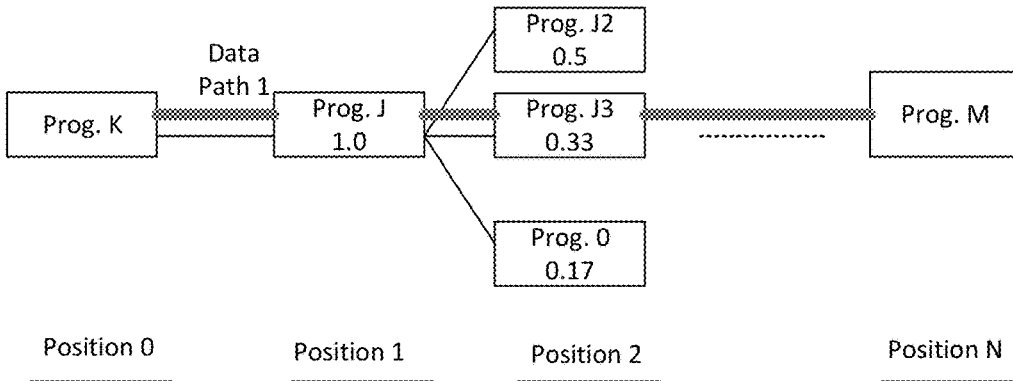 Prog. J2
0.5
Data
Path 1
Prog. K
Prog. J
1.0
Prog. J3
0.33
Prog. M
Prog. 0
0.17
Position 0
Position 1
Position 2
Position N